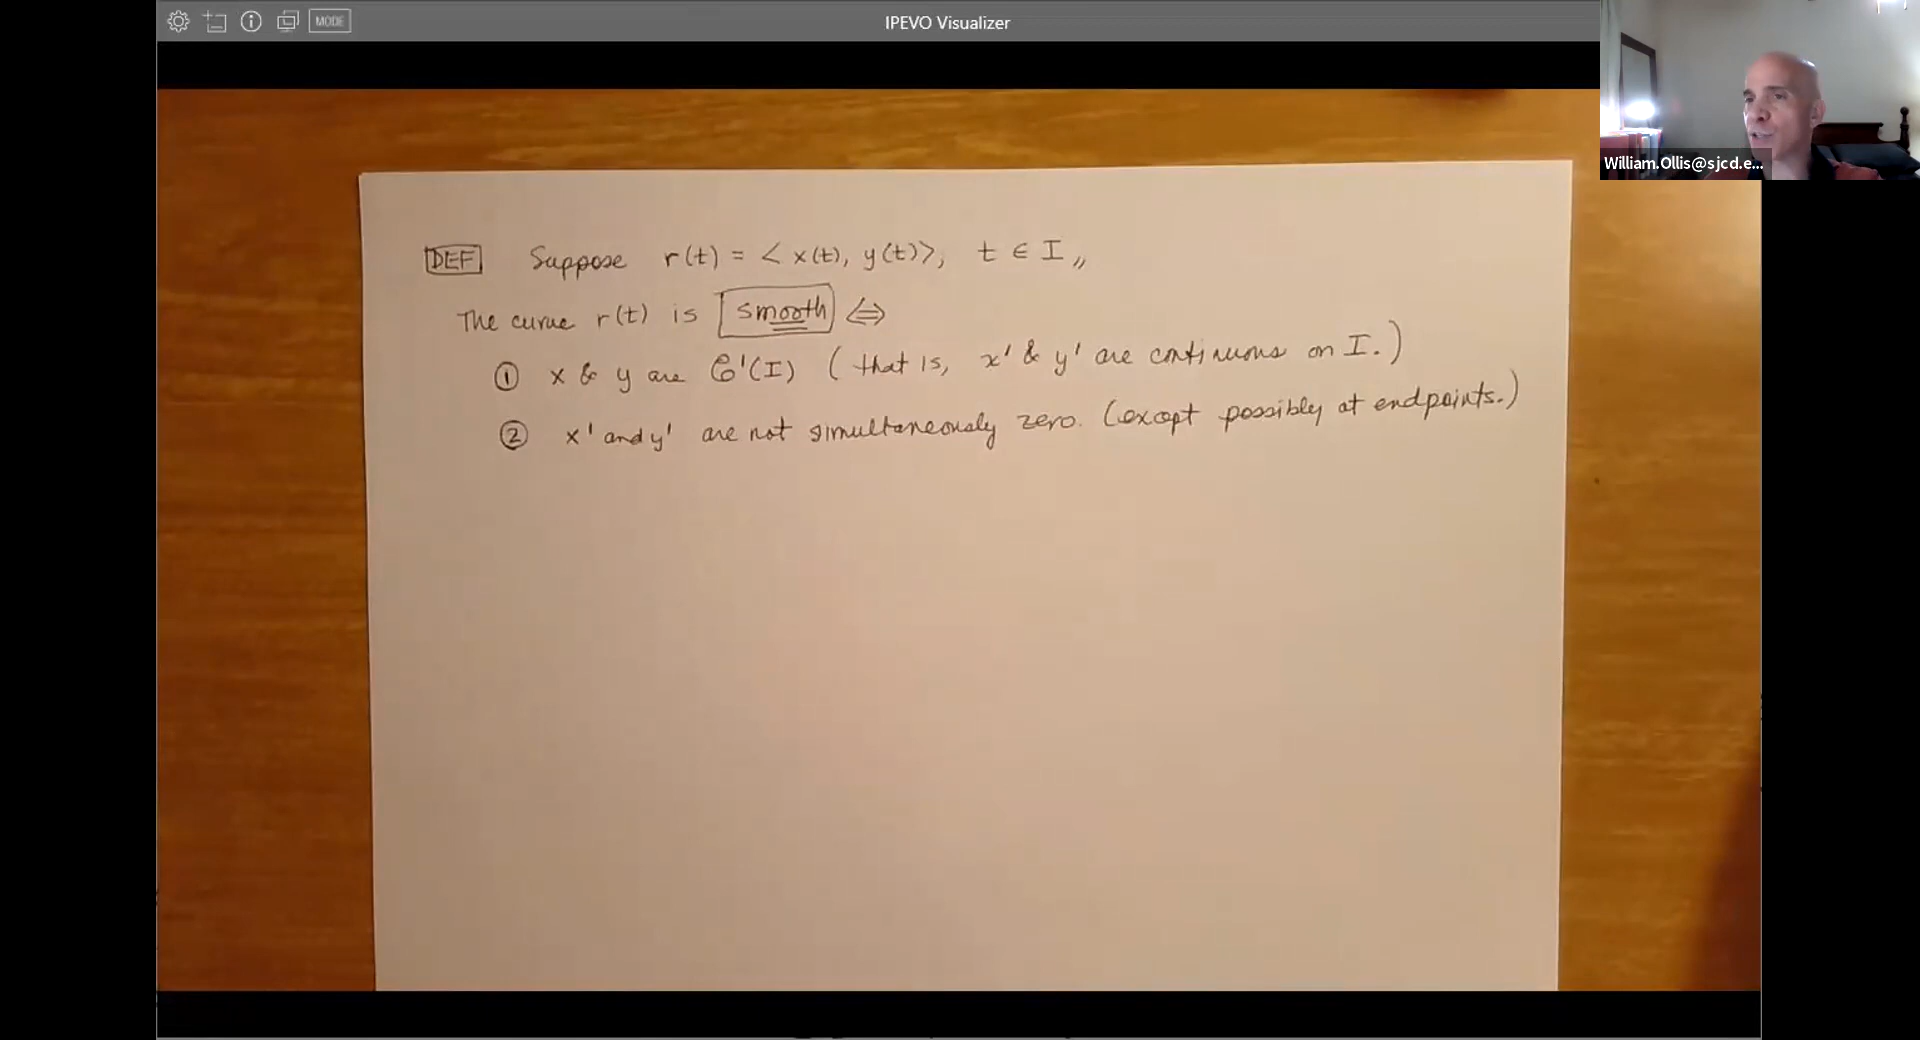 MODE
IPEVO Visualizer
William.Ollis@sjcd.e...
DEF Suppose r(t) = < x(t), y(t)>, t ∈ I,,
The curve r(t) is smooth ⇔
① x & y are C'(I) (that is, x' & y' are continuous on I.)
② x' and y' are not simultaneously zero. (except possibly at endpoints.)